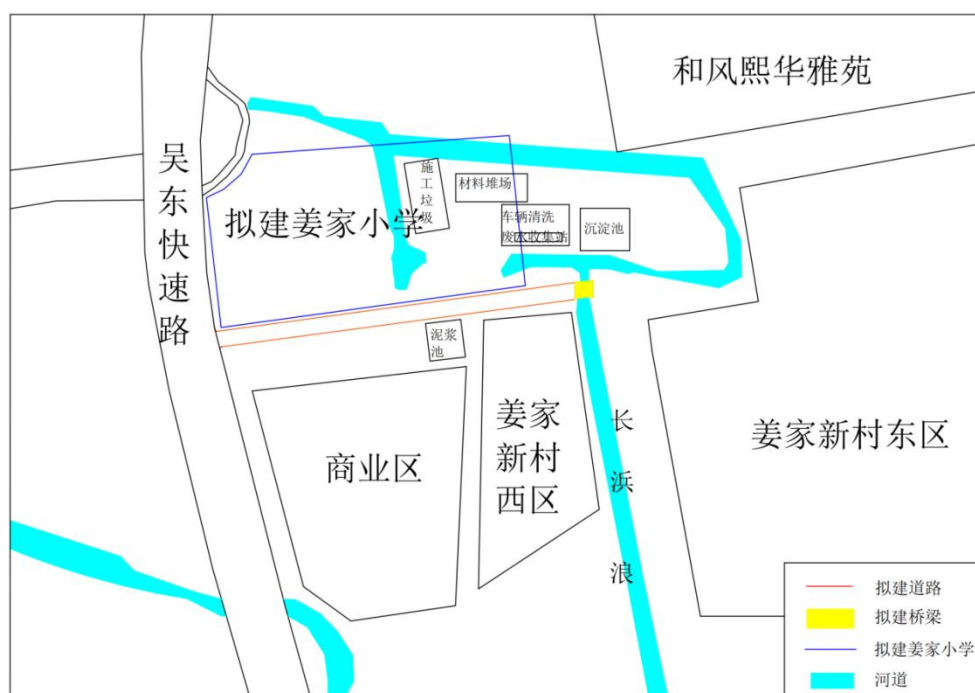 和风熙华雅苑
吴东快速路
拟建姜家小学
施工垃圾
材料堆场
车辆清洗
废水收集站
沉淀池
泥浆
池
商业区
姜家
新村
西区
长浜浪
姜家新村东区
拟建道路
拟建桥梁
拟建姜家小学
河道